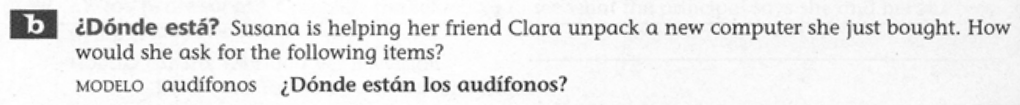 b ¿Dónde está? Susana is helping her friend Clara unpack a new computer she just bought. How
would she ask for the following items?
MODELO audífonos ¿Dónde están los audífonos?